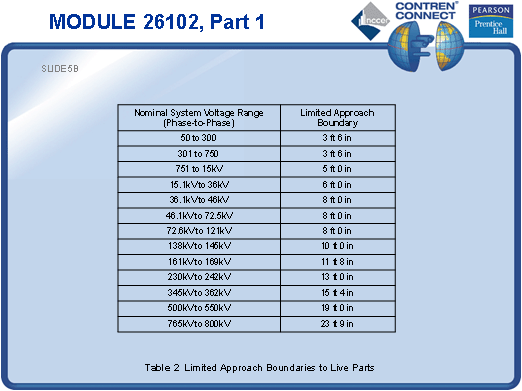 MODULE 26102, Part 1
nccer
CONTREN®
CONNECT
PEARSON
Prentice
Hall
SLIDE 5B
Nominal System Voltage Range (Phase-to-Phase) Limited Approach Boundary
50 to 300 3 ft 6 in
301 to 750 3 ft 6 in
751 to 15kV 5 ft 0 in
15.1kV to 36kV 6 ft 0 in
36.1kV to 46kV 8 ft 0 in
46.1kV to 72.5kV 8 ft 0 in
72.6kV to 121kV 8 ft 0 in
138kV to 145kV 10 ft 0 in
161kV to 169kV 11 ft 8 in
230kV to 242kV 13 ft 0 in
345kV to 362kV 15 ft 4 in
500kV to 550kV 19 ft 0 in
765kV to 800kV 23 ft 9 in
Table 2 Limited Approach Boundaries to Live Parts